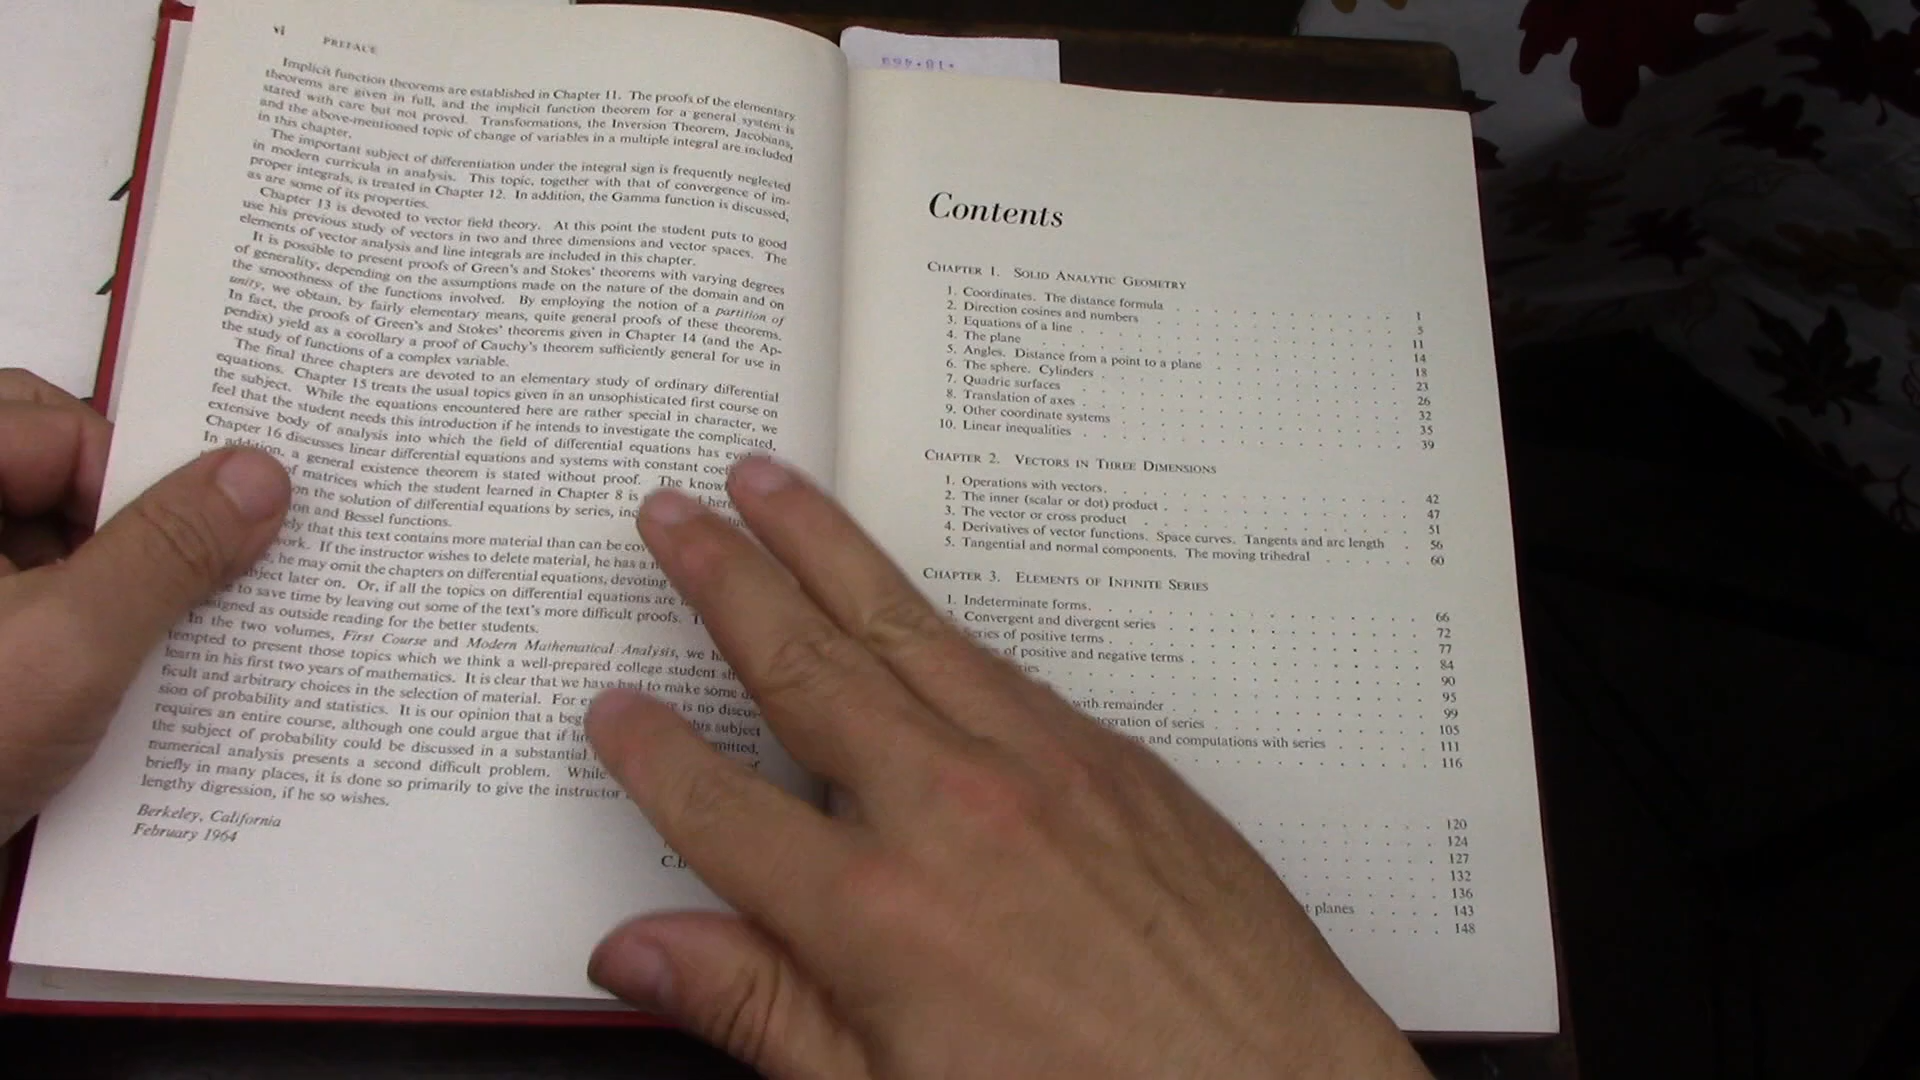 vi PREFACE
Implicit function theorems are established in Chapter 11. The proofs of the elementary
theorems are given in full, and the implicit function theorem for a general system is
stated with care but not proved. Transformations, the Inversion Theorem, Jacobians,
and the above-mentioned topic of change of variables in a multiple integral are included
in this chapter.
The important subject of differentiation under the integral sign is frequently neglected
in modern curricula in analysis. This topic, together with that of convergence of im-
proper integrals, is treated in Chapter 12. In addition, the Gamma function is discussed,
as are some of its properties.
Chapter 13 is devoted to vector field theory. At this point the student puts to good
use his previous study of vectors in two and three dimensions and vector spaces. The
elements of vector analysis and line integrals are included in this chapter.
It is possible to present proofs of Green's and Stokes' theorems with varying degrees
of generality, depending on the assumptions made on the nature of the domain and on
the smoothness of the functions involved. By employing the notion of a partition of
unity, we obtain, by fairly elementary means, quite general proofs of these theorems.
In fact, the proofs of Green's and Stokes' theorems given in Chapter 14 (and the Ap-
pendix) yield as a corollary a proof of Cauchy's theorem sufficiently general for use in
the study of functions of a complex variable.
The final three chapters are devoted to an elementary study of ordinary differential
equations. Chapter 15 treats the usual topics given in an unsophisticated first course on
the subject. While the equations encountered here are rather special in character, we
feel that the student needs this introduction if he intends to investigate the complicated,
extensive body of analysis into which the field of differential equations has
Chapter 16 discusses linear differential equations and systems with constant
In addition, a general existence theorem is stated without proof. The
of matrices which the student learned in Chapter 8 is
on the solution of differential equations by series,
and Bessel functions.
that this text contains more material than can be
work. If the instructor wishes to delete material, he has a
he may omit the chapters on differential equations, devoting
subject later on. Or, if all the topics on differential equations are
to save time by leaving out some of the text's more difficult proofs.
assigned as outside reading for the better students.
In the two volumes, First Course and Modern Mathematical Analysis, we
tempted to present those topics which we think a well-prepared college student
learn in his first two years of mathematics. It is clear that we have had to make some
ficult and arbitrary choices in the selection of material. For is no discus-
sion of probability and statistics. It is our opinion that a this subject
requires an entire course, although one could argue that if
the subject of probability could be discussed in a substantial
numerical analysis presents a second difficult problem. While
briefly in many places, it is done so primarily to give the instructor
lengthy digression, if he so wishes.
Berkeley, California
February 1964
Contents
CHAPTER 1. SOLID ANALYTIC GEOMETRY
1. Coordinates. The distance formula 1
2. Direction cosines and numbers 5
3. Equations of a line 11
4. The plane 14
5. Angles. Distance from a point to a plane 18
6. The sphere. Cylinders 23
7. Quadric surfaces 26
8. Translation of axes 32
9. Other coordinate systems 35
10. Linear inequalities 39
CHAPTER 2. VECTORS IN THREE DIMENSIONS
1. Operations with vectors 42
2. The inner (scalar or dot) product 47
3. The vector or cross product 51
4. Derivatives of vector functions. Space curves. Tangents and arc length 56
5. Tangential and normal components. The moving trihedral 60
CHAPTER 3. ELEMENTS OF INFINITE SERIES
1. Indeterminate forms 66
2. Convergent and divergent series 72
Series of positive terms 77
of positive and negative terms 84
90
95
with remainder 99
integration of series 105
and computations with series 111
116
120
124
127
132
136
planes 143
148